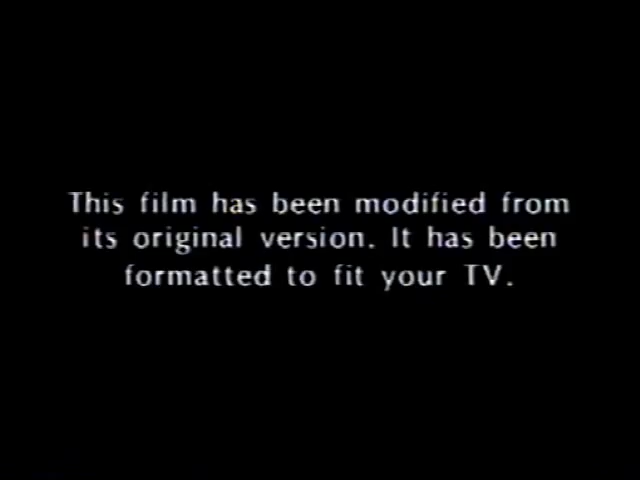 This film has been modified from
its original version. It has been
formatted to fit your TV.